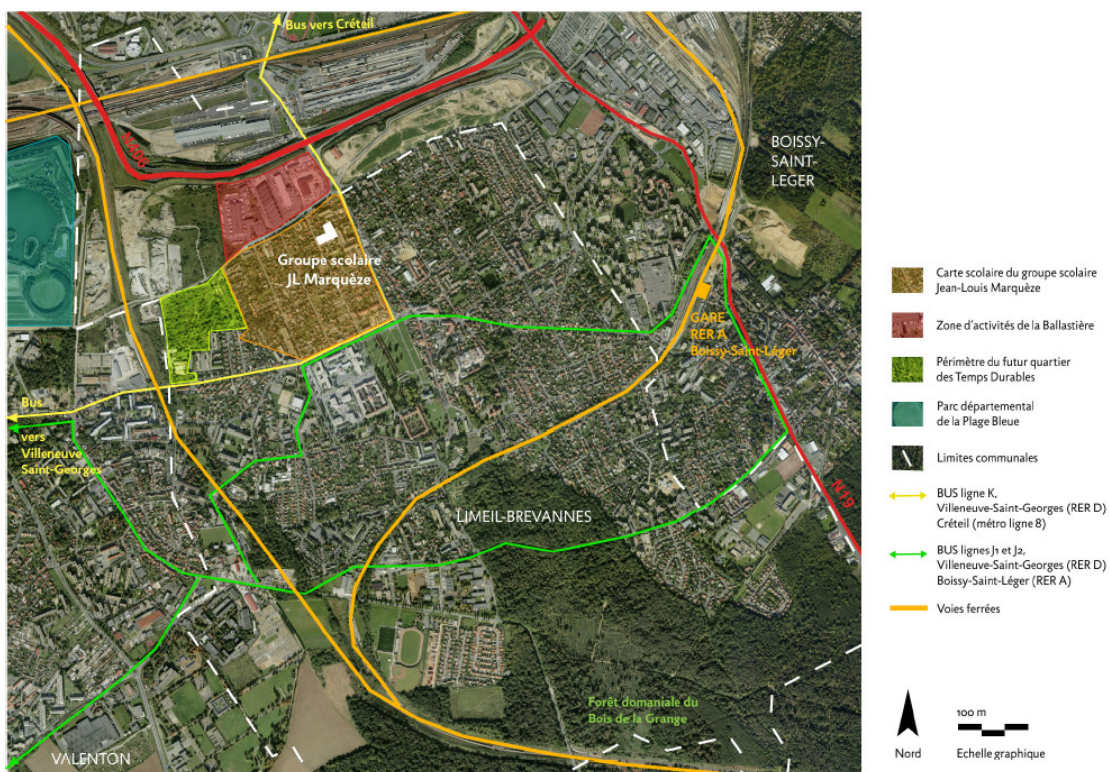 Bus vers Créteil
N406
BOISSY-
SAINT-
LEGER
Groupe scolaire
JL Marquèze
GARE
RER A
Boissy-Saint-Léger
Bus
vers
Villeneuve
Saint-Georges
LIMEIL-BREVANNES
N19
Forêt domaniale du
Bois de la Grange
VALENTON
Carte scolaire du groupe scolaire
Jean-Louis Marquèze
Zone d'activités de la Ballastière
Périmètre du futur quartier
des Temps Durables
Parc départemental
de la Plage Bleue
Limites communales
BUS ligne K,
Villeneuve-Saint-Georges (RER D)
Créteil (métro ligne 8)
BUS lignes J1 et J2,
Villeneuve-Saint-Georges (RER D)
Boissy-Saint-Léger (RER A)
Voies ferrées
100 m
Nord
Echelle graphique